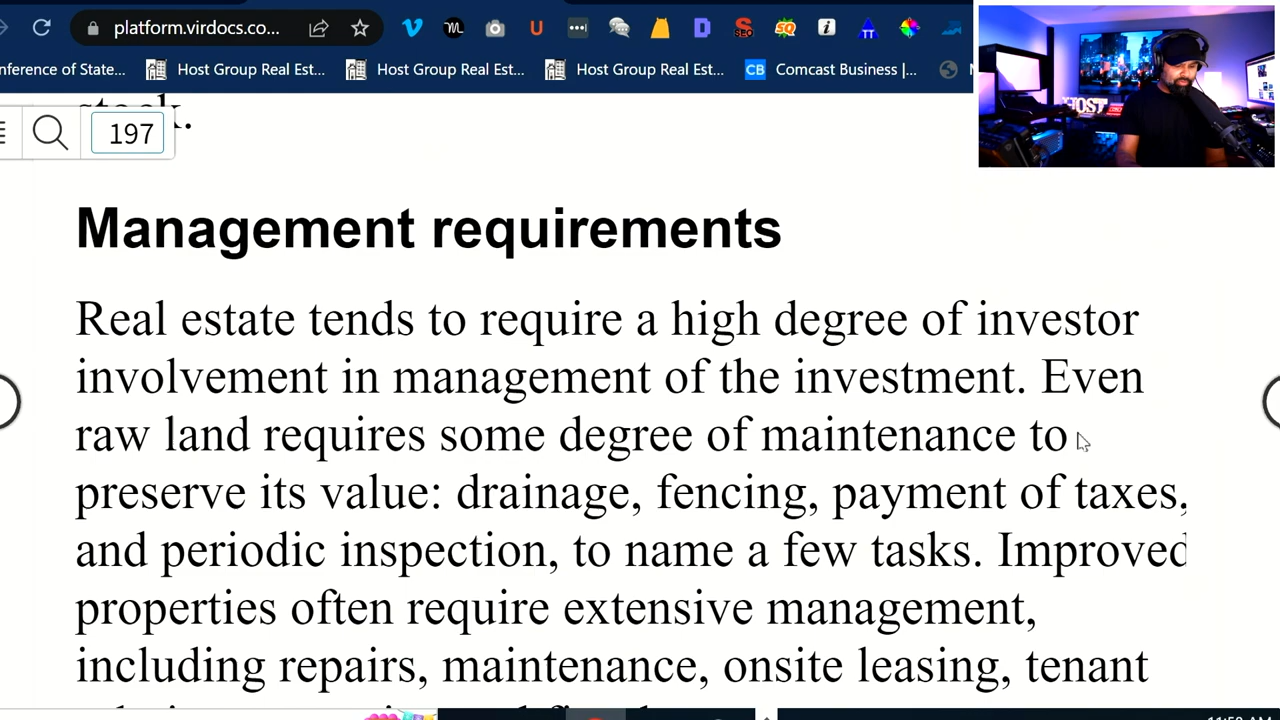 platform.virdocs.co...
nference of State...
Host Group Real Est...
Host Group Real Est...
Host Group Real Est...
CB Comcast Business |...
stock.
197
HOST
Management requirements
Real estate tends to require a high degree of investor
involvement in management of the investment. Even
raw land requires some degree of maintenance to
preserve its value: drainage, fencing, payment of taxes,
and periodic inspection, to name a few tasks. Improved
properties often require extensive management,
including repairs, maintenance, onsite leasing, tenant